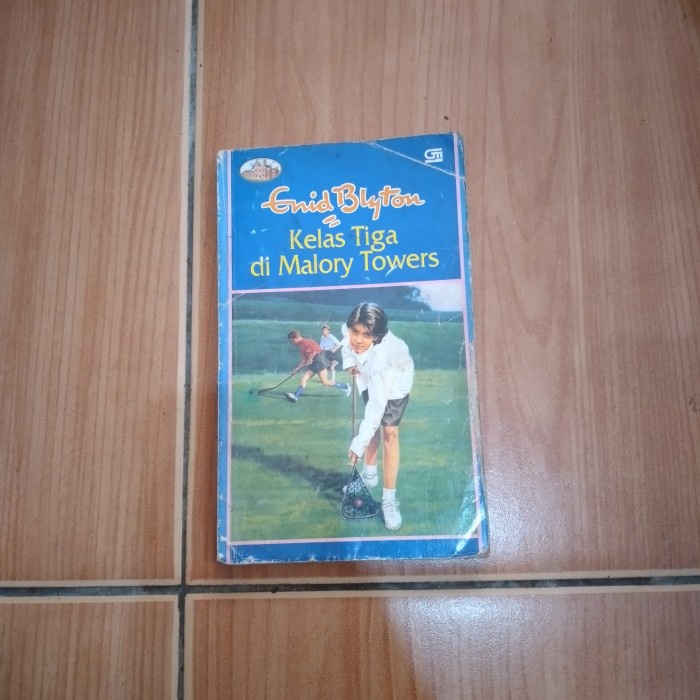 Enid Blyton
Kelas Tiga
di Malory Towers